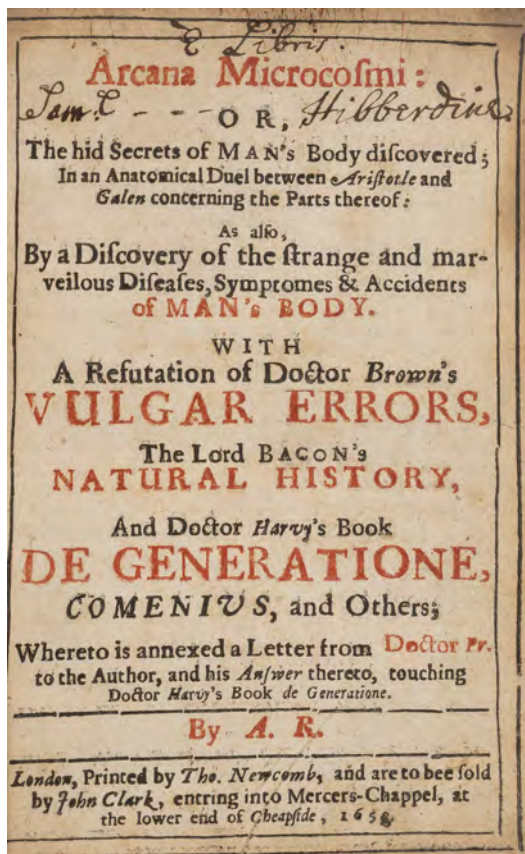 E Libris.
Arcana Microcoſmi:
Sam:l - - - OR, Hibberdine.
The hid Secrets of MAN's Body diſcovered;
In an Anatomical Duel between Ariſtotle and
Galen concerning the Parts thereof:
As alſo,
By a Diſcovery of the ſtrange and mar-
veilous Diſeaſes, Symptomes & Accidents
of MAN's BODY.
WITH
A Refutation of Doctor Brown's
VULGAR ERRORS,
The Lord BACON's
NATURAL HISTORY,
And Doctor Harvy's Book
DE GENERATIONE,
COMENIVS, and Others;
Whereto is annexed a Letter from Doctor Pr.
to the Author, and his Anſwer thereto, touching
Doctor Harvy's Book de Generatione.
By A. R.
London, Printed by Tho. Newcomb, and are to bee ſold
by John Clark, entring into Mercers-Chappel, at
the lower end of Cheapſide,